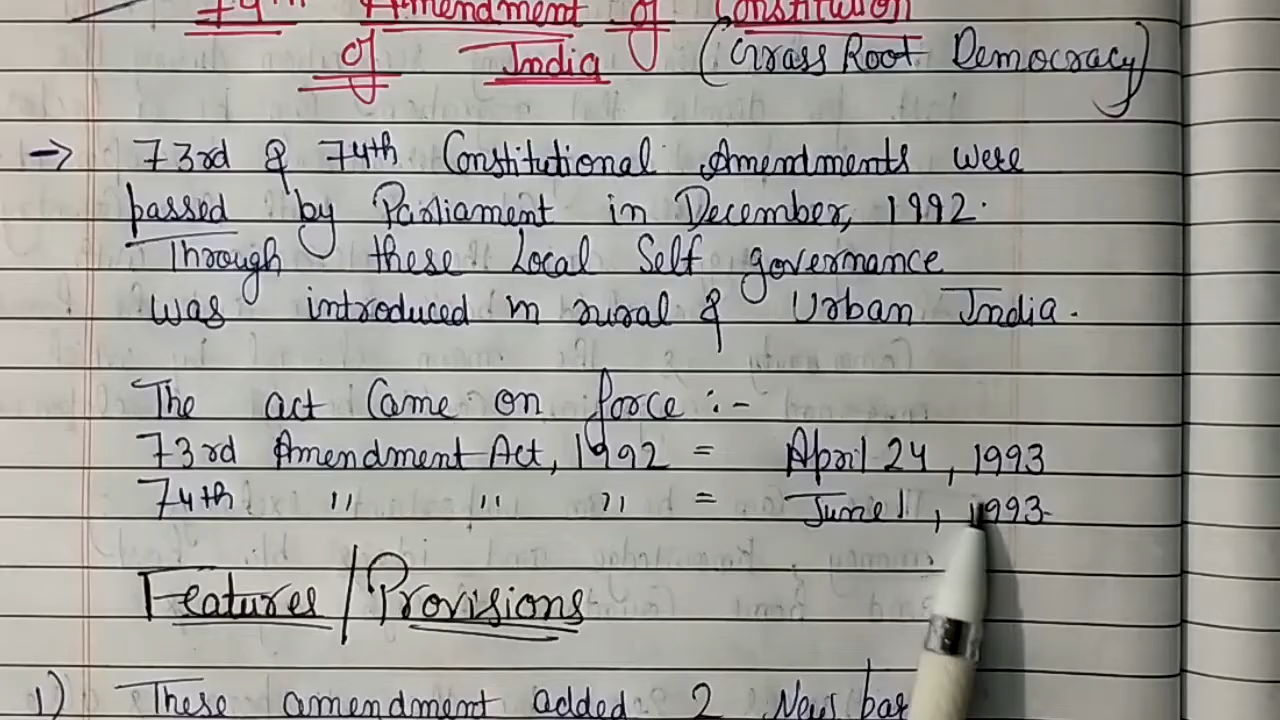 74th Amendment of Constitution
of India (Grass Root Democracy)
→ 73rd & 74th Constitutional Amendments were
passed by Parliament in December, 1992.
Through these Local Self governance
was introduced in rural & Urban India.
The act Came on force :-
73rd Amendment Act, 1992 = April 24, 1993
74th " " " = June 1, 1993
Features / Provisions
1) These amendment added 2 New